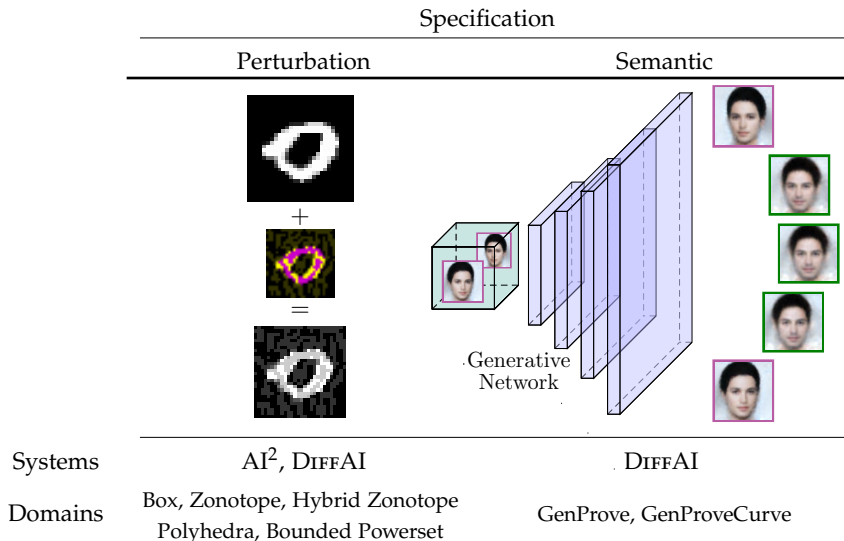 Specification
Perturbation Semantic
+
=
Generative
Network
Systems AI², DIFFAI DIFFAI
Domains Box, Zonotope, Hybrid Zonotope
Polyhedra, Bounded Powerset GenProve, GenProveCurve